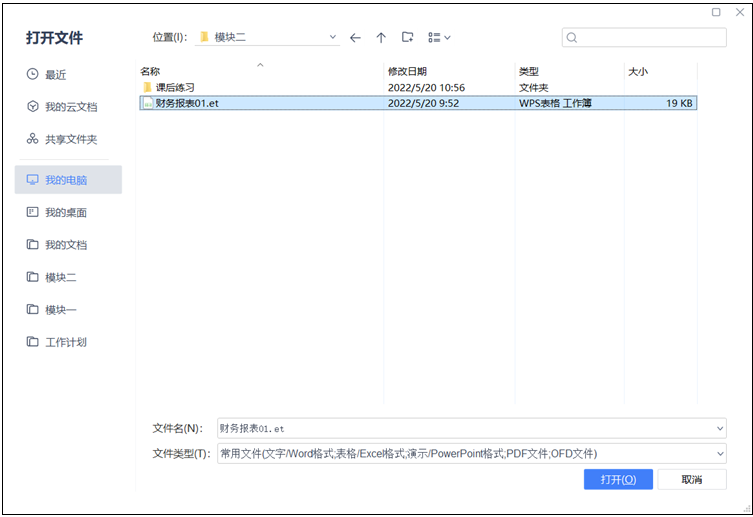 打开文件
位置(I): 模块二
最近
我的云文档
共享文件夹
我的电脑
我的桌面
我的文档
模块二
模块一
工作计划
名称 修改日期 类型 大小
课后练习 2022/5/20 10:56 文件夹
财务报表01.et 2022/5/20 9:52 WPS表格 工作簿 19 KB
文件名(N): 财务报表01.et
文件类型(T): 常用文件(文字/Word格式;表格/Excel格式;演示/PowerPoint格式;PDF文件;OFD文件)
打开(O) 取消